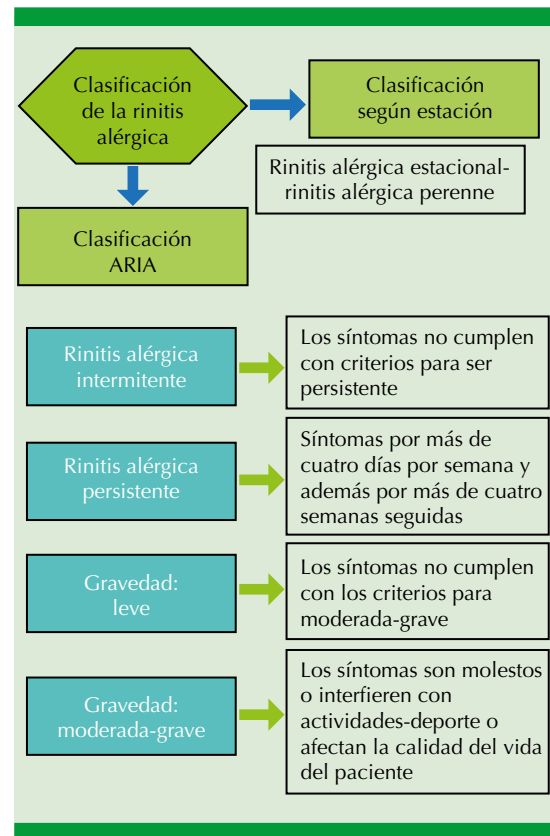 Clasificación
de la rinitis
alérgica
Clasificación
según estación
Rinitis alérgica estacional-
rinitis alérgica perenne
Clasificación
ARIA
Rinitis alérgica
intermitente
Los síntomas no cumplen
con criterios para ser
persistente
Rinitis alérgica
persistente
Síntomas por más de
cuatro días por semana y
además por más de cuatro
semanas seguidas
Gravedad:
leve
Los síntomas no cumplen
con los criterios para
moderada-grave
Gravedad:
moderada-grave
Los síntomas son molestos
o interfieren con
actividades-deporte o
afectan la calidad del vida
del paciente